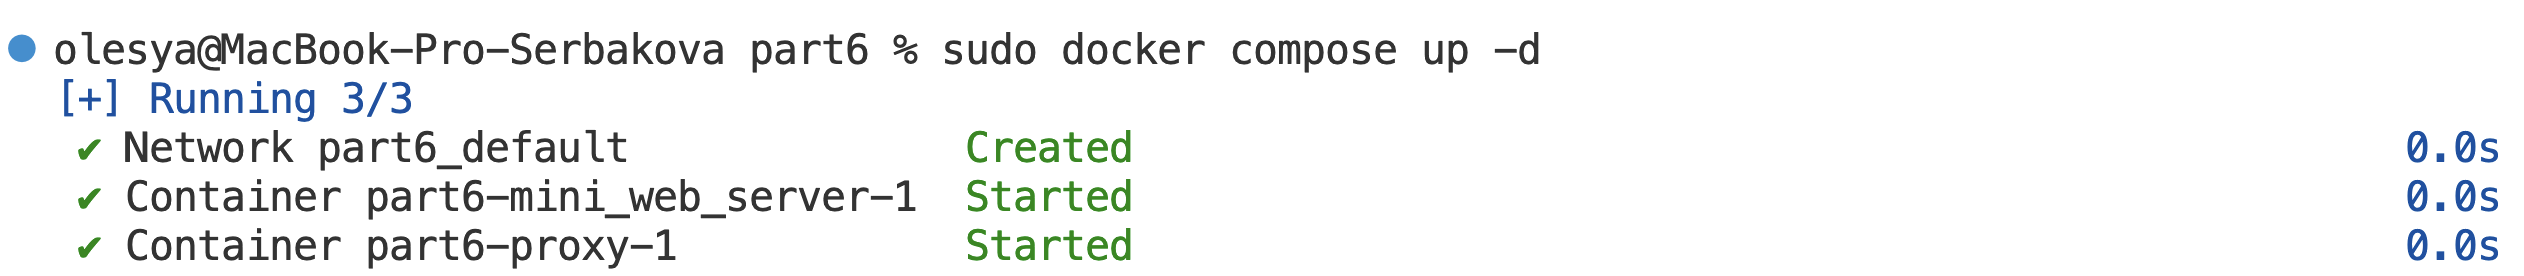 olesya@MacBook-Pro-Serbakova part6 % sudo docker compose up -d
[+] Running 3/3
✔ Network part6_default Created 0.0s
✔ Container part6-mini_web_server-1 Started 0.0s
✔ Container part6-proxy-1 Started 0.0s